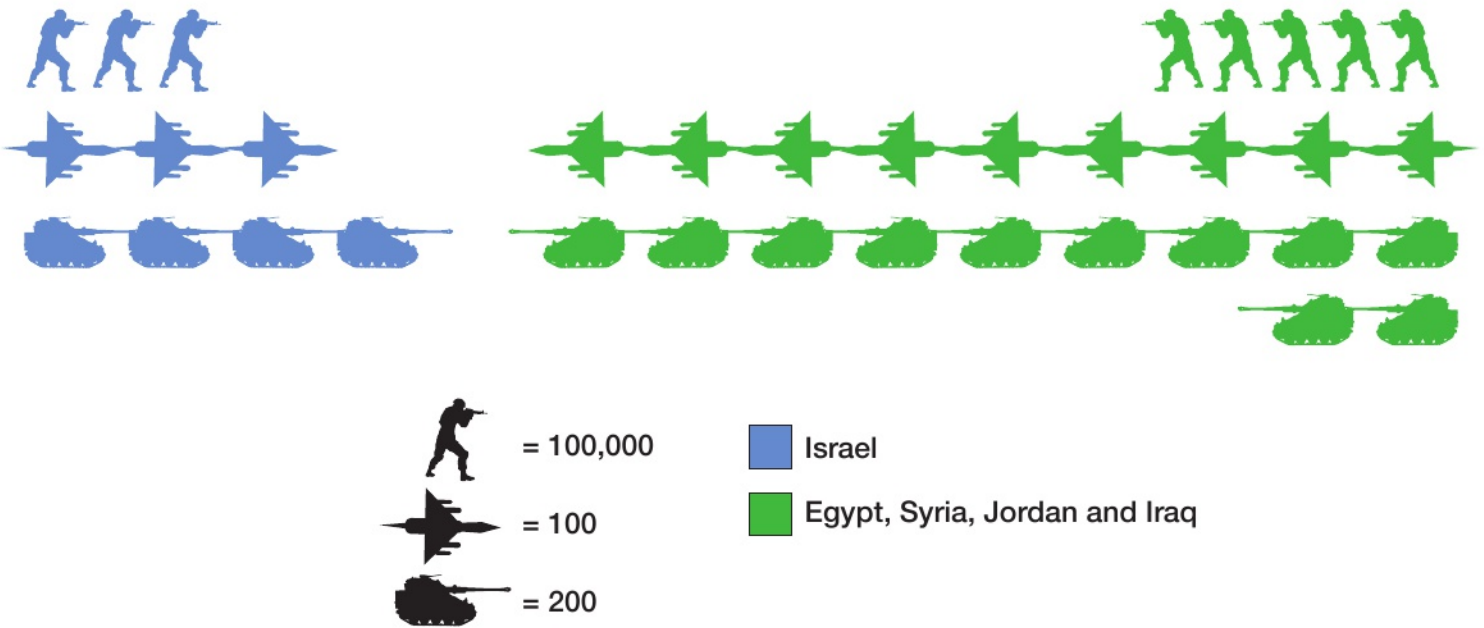 = 100,000
Israel
= 100
Egypt, Syria, Jordan and Iraq
= 200